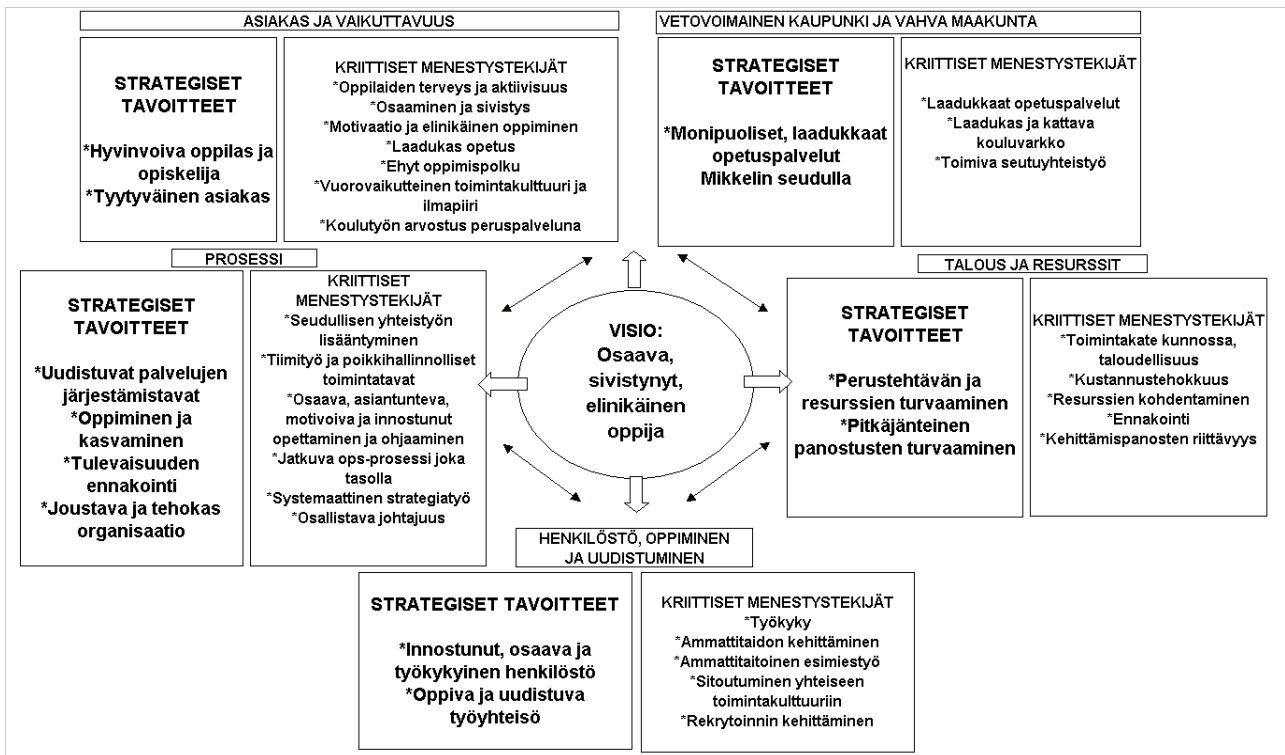 ASIAKAS JA VAIKUTTAVUUS
STRATEGISET
TAVOITTEET
*Hyvinvoiva oppilas ja
opiskelija
*Tyytyväinen asiakas
KRIITTISET MENESTYSTEKIJÄT
*Oppilaiden terveys ja aktiivisuus
*Osaaminen ja sivistys
*Motivaatio ja elinikäinen oppiminen
*Laadukas opetus
*Ehyt oppimispolku
*Vuorovaikutteinen toimintakulttuuri ja
ilmapiiri
*Koulutyön arvostus peruspalveluna
VETOVOIMAINEN KAUPUNKI JA VAHVA MAAKUNTA
STRATEGISET
TAVOITTEET
*Monipuoliset, laadukkaat
opetuspalvelut
Mikkelin seudulla
KRIITTISET MENESTYSTEKIJÄT
*Laadukkaat opetuspalvelut
*Laadukas ja kattava
kouluvarkko
*Toimiva seutuyhteistyö
PROSESSI
STRATEGISET
TAVOITTEET
*Uudistuvat palvelujen
järjestämistavat
*Oppiminen ja
kasvaminen
*Tulevaisuuden
ennakointi
*Joustava ja tehokas
organisaatio
KRIITTISET
MENESTYSTEKIJÄT
*Seudullisen yhteistyön
lisääntyminen
*Tiimityö ja poikkihallinnolliset
toimintatavat
*Osaava, asiantunteva,
motivoiva ja innostunut
opettaminen ja ohjaaminen
*Jatkuva ops-prosessi joka
tasolla
*Systemaattinen strategiatyö
*Osallistava johtajuus
VISIO:
Osaava,
sivistynyt,
elinikäinen
oppija
TALOUS JA RESURSSIT
STRATEGISET
TAVOITTEET
*Perustehtävän ja
resurssien turvaaminen
*Pitkäjänteinen
panostusten turvaaminen
KRIITTISET MENESTYSTEKIJÄT
*Toimintakate kunnossa,
taloudellisuus
*Kustannustehokkuus
*Resurssien kohdentaminen
*Ennakointi
*Kehittämispanosten riittävyys
HENKILÖSTÖ, OPPIMINEN
JA UUDISTUMINEN
STRATEGISET TAVOITTEET
*Innostunut, osaava ja
työkykyinen henkilöstö
*Oppiva ja uudistuva
työyhteisö
KRIITTISET MENESTYSTEKIJÄT
*Työkyky
*Ammattitaidon kehittäminen
*Ammattitaitoinen esimiestyö
*Sitoutuminen yhteiseen
toimintakulttuuriin
*Rekrytoinnin kehittäminen